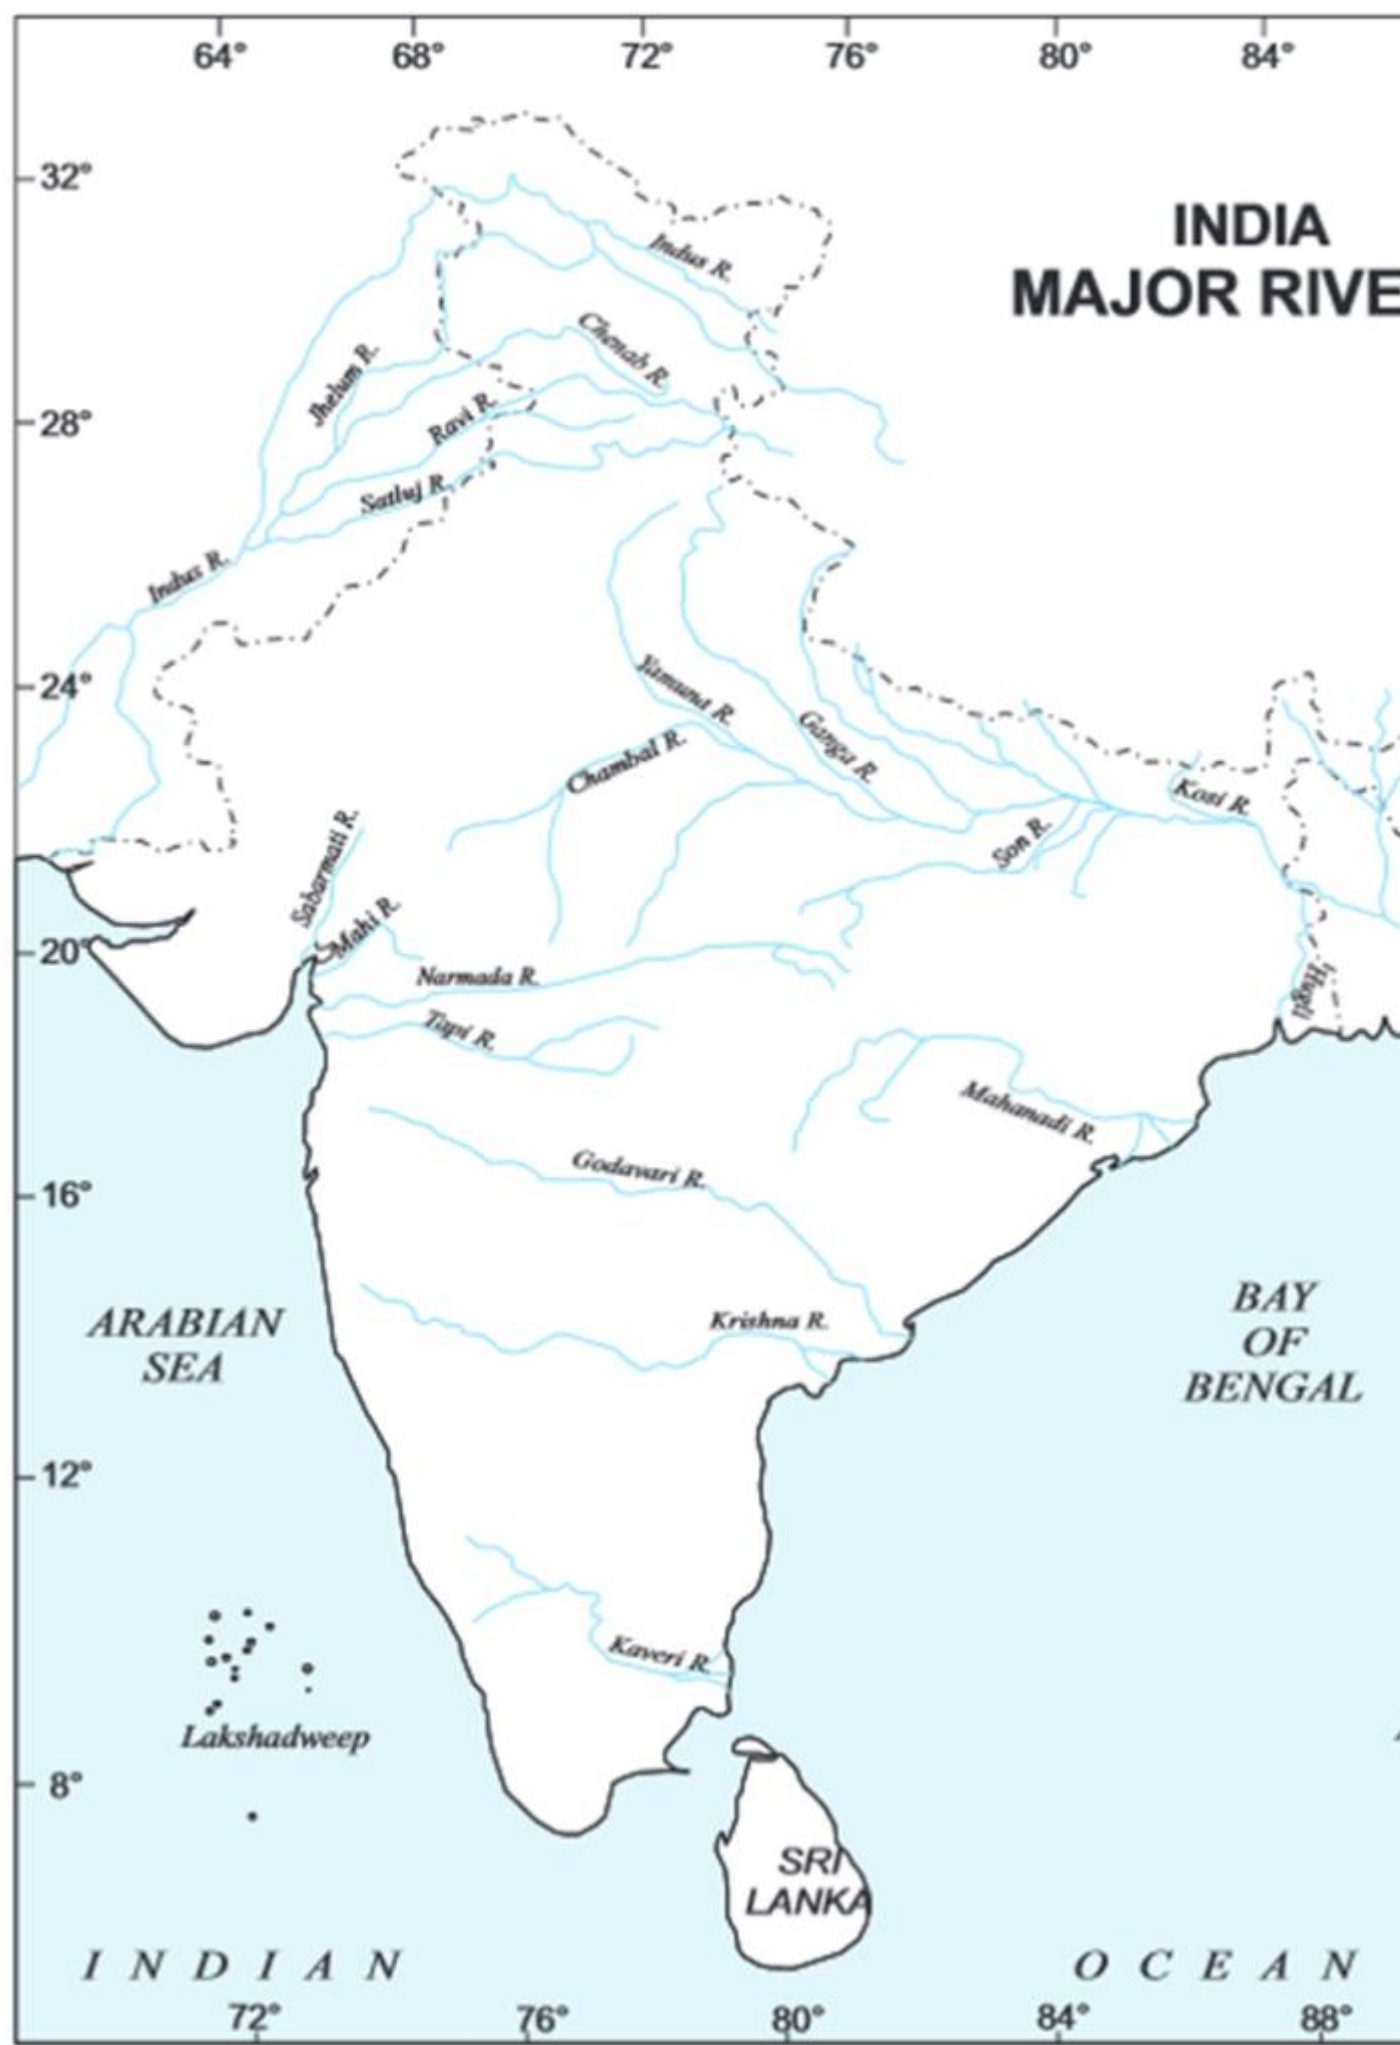 64° 68° 72° 76° 80° 84°
32°
INDIA
MAJOR RIVE
Indus R.
Chenab R.
Jhelum R.
28°
Ravi R.
Satluj R.
Indus R.
24°
Yamuna R.
Ganga R.
Chambal R.
Kosi R.
Son R.
Sabarmati R.
Mahi R.
20°
Narmada R.
Hugli
Tapi R.
Mahanadi R.
Godavari R.
16°
ARABIAN
SEA
Krishna R.
BAY
OF
BENGAL
12°
Kaveri R.
Lakshadweep
8°
SRI
LANKA
INDIAN OCEAN
72° 76° 80° 84° 88°